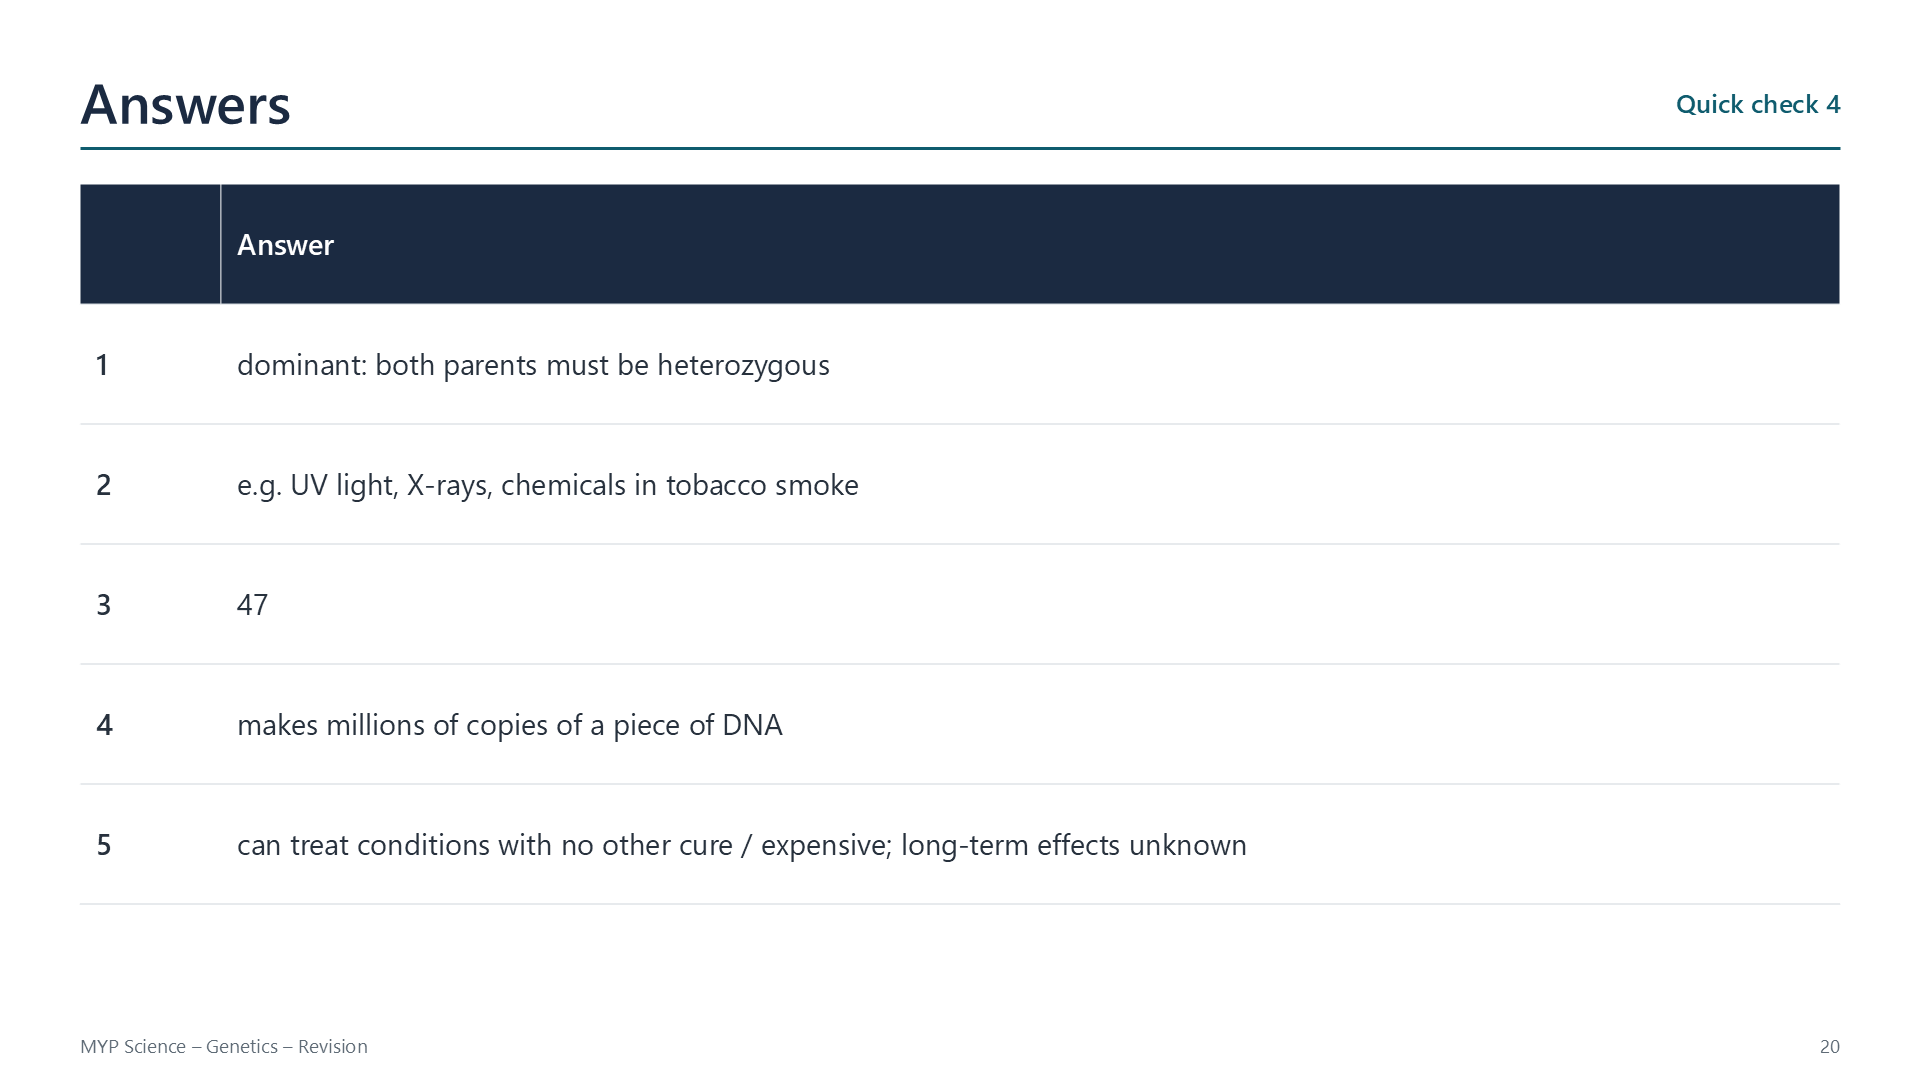 Answers
Quick check 4
Answer
1 dominant: both parents must be heterozygous
2 e.g. UV light, X-rays, chemicals in tobacco smoke
3 47
4 makes millions of copies of a piece of DNA
5 can treat conditions with no other cure / expensive; long-term effects unknown
MYP Science – Genetics – Revision
20